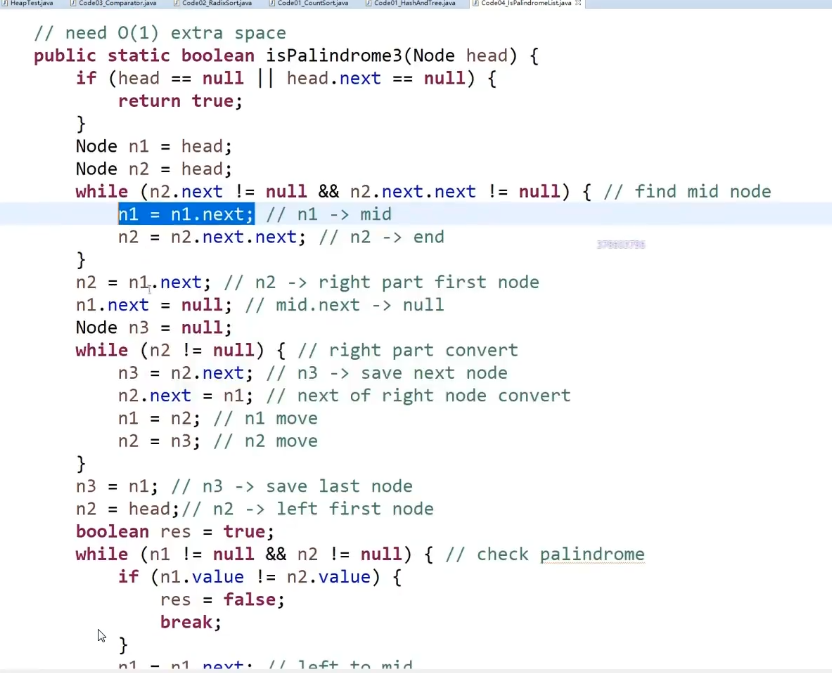 HeapTest.java Code03_Comparator.java Code02_RadixSort.java Code01_CountSort.java Code01_HashAndTree.java Code04_IsPalindromeList.java
// need O(1) extra space
public static boolean isPalindrome3(Node head) {
if (head == null || head.next == null) {
return true;
}
Node n1 = head;
Node n2 = head;
while (n2.next != null && n2.next.next != null) { // find mid node
n1 = n1.next; // n1 -> mid
n2 = n2.next.next; // n2 -> end
}
n2 = n1.next; // n2 -> right part first node
n1.next = null; // mid.next -> null
Node n3 = null;
while (n2 != null) { // right part convert
n3 = n2.next; // n3 -> save next node
n2.next = n1; // next of right node convert
n1 = n2; // n1 move
n2 = n3; // n2 move
}
n3 = n1; // n3 -> save last node
n2 = head;// n2 -> left first node
boolean res = true;
while (n1 != null && n2 != null) { // check palindrome
if (n1.value != n2.value) {
res = false;
break;
}
n1 = n1.next; // left to mid